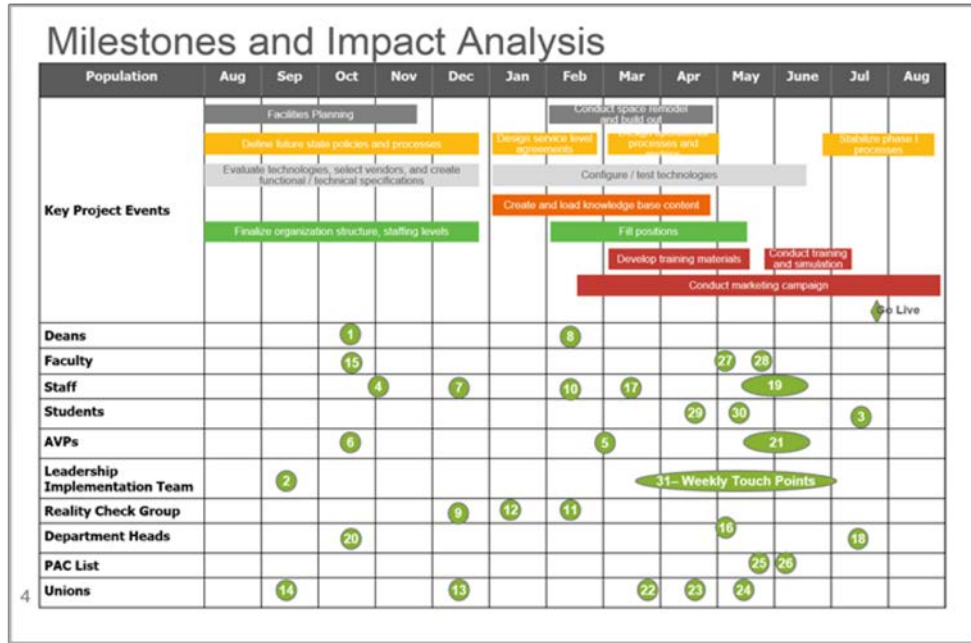 Milestones and Impact Analysis
Population Aug Sep Oct Nov Dec Jan Feb Mar Apr May June Jul Aug
Key Project Events
Facilities Planning
Conduct space remodel
and build out
Define future state policies and processes
Design service level
agreements
processes and
Stabilize phase I
processes
Evaluate technologies, select vendors, and create
functional / technical specifications
Configure / test technologies
Create and load knowledge base content
Finalize organization structure, staffing levels
Fill positions
Develop training materials
Conduct training
and simulation
Conduct marketing campaign
Go Live
Deans 1 8
Faculty 15 27 28
Staff 4 7 10 17 19
Students 29 30 3
AVPs 6 5 21
Leadership
Implementation Team 2 31– Weekly Touch Points
Reality Check Group 9 12 11
Department Heads 20 16 18
PAC List 25 26
Unions 14 13 22 23 24
4